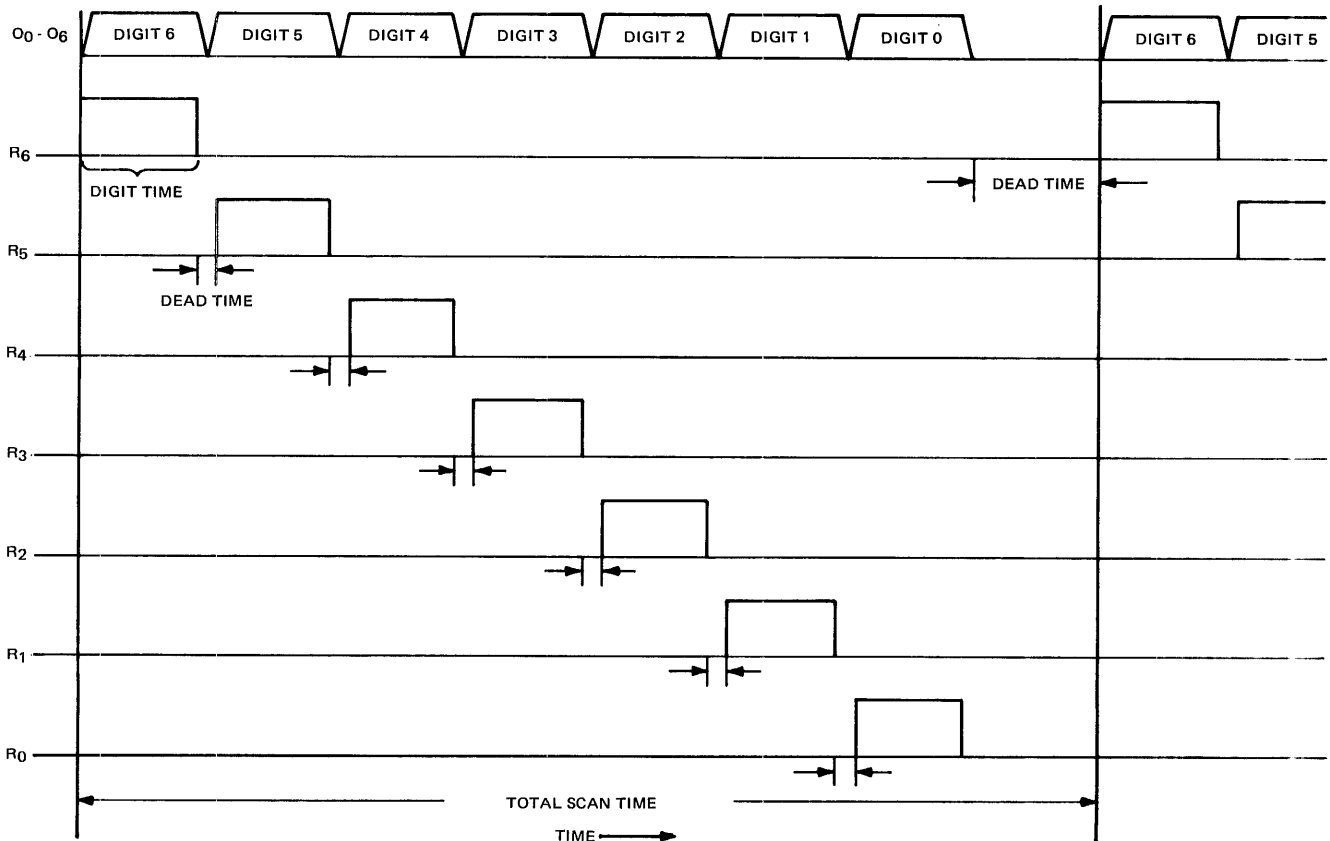 O0 - O6 DIGIT 6 DIGIT 5 DIGIT 4 DIGIT 3 DIGIT 2 DIGIT 1 DIGIT 0 DIGIT 6 DIGIT 5
R6
DIGIT TIME DEAD TIME
R5
DEAD TIME
R4
R3
R2
R1
R0
TOTAL SCAN TIME
TIME